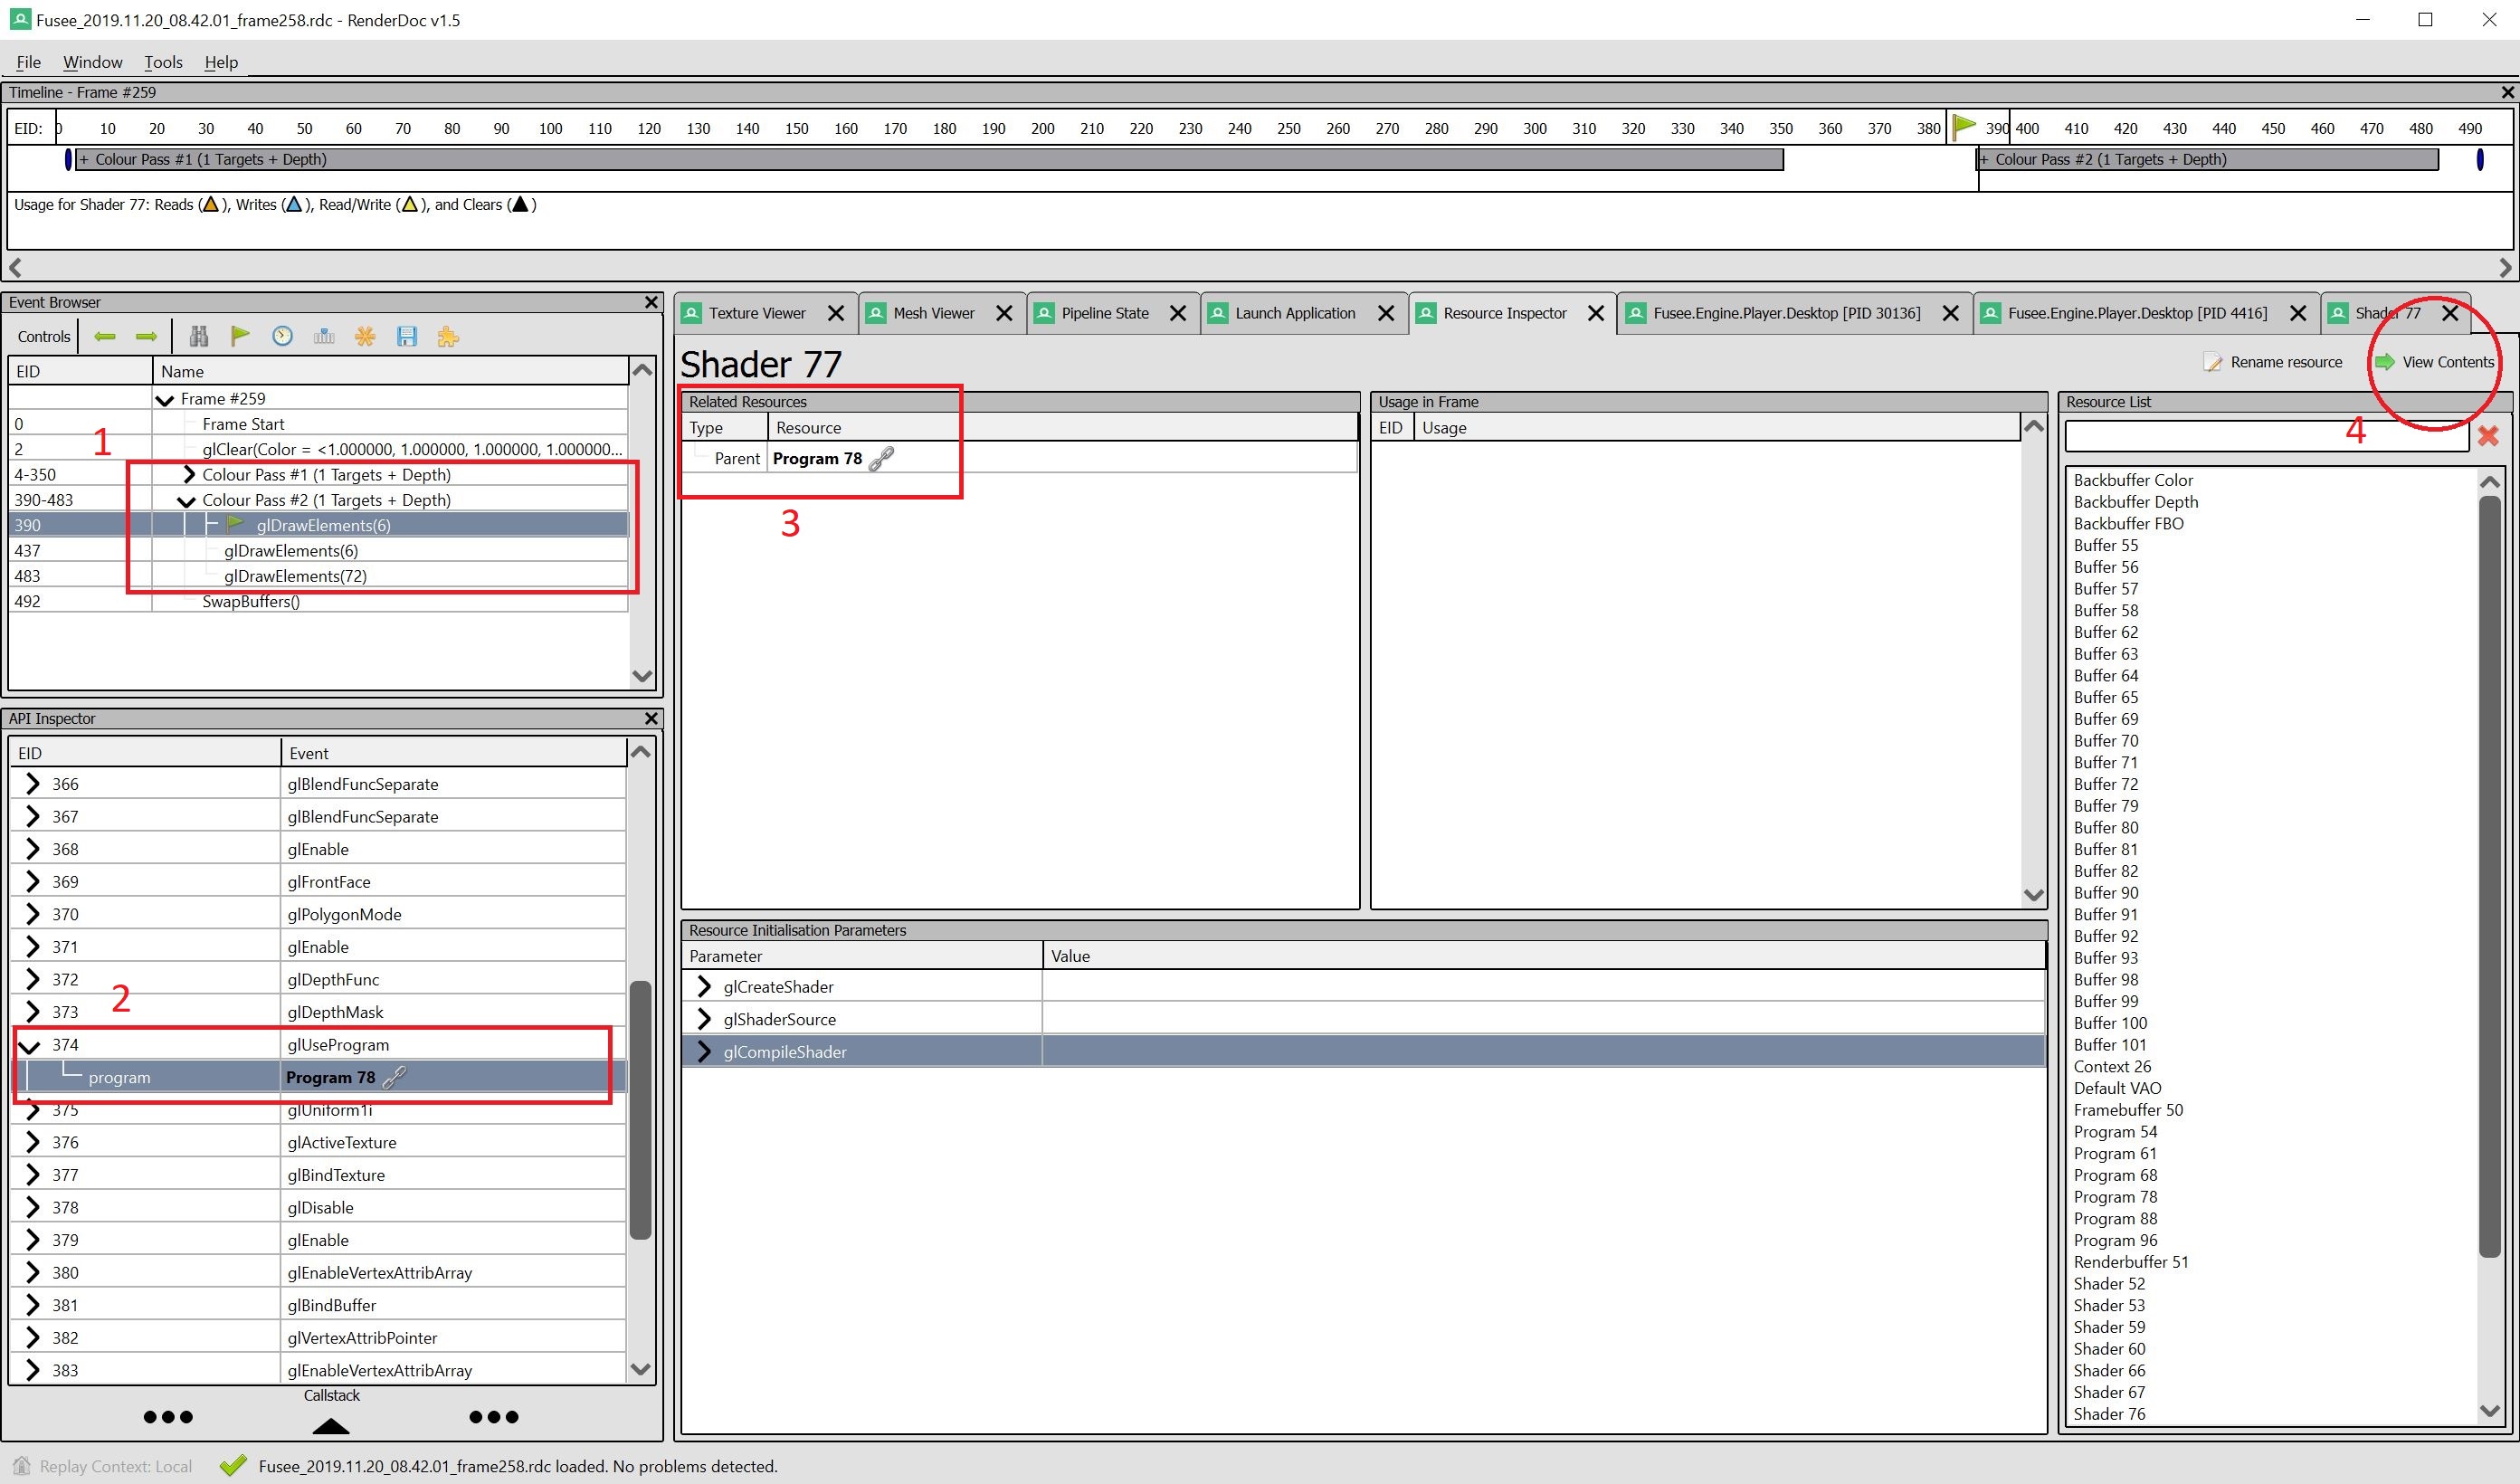 Fusee_2019.11.20_08.42.01_frame258.rdc - RenderDoc v1.5
File Window Tools Help
Timeline - Frame #259
EID: 0 10 20 30 40 50 60 70 80 90 100 110 120 130 140 150 160 170 180 190 200 210 220 230 240 250 260 270 280 290 300 310 320 330 340 350 360 370 380 390 400 410 420 430 440 450 460 470 480 490
+ Colour Pass #1 (1 Targets + Depth) + Colour Pass #2 (1 Targets + Depth)
Usage for Shader 77: Reads ( ), Writes ( ), Read/Write ( ), and Clears ( )
Event Browser
Controls
EID Name
Frame #259
0 Frame Start
2 glClear(Color = <1.000000, 1.000000, 1.000000, 1.000000...
1
4-350 Colour Pass #1 (1 Targets + Depth)
390-483 Colour Pass #2 (1 Targets + Depth)
390 glDrawElements(6)
437 glDrawElements(6)
483 glDrawElements(72)
492 SwapBuffers()
API Inspector
EID Event
366 glBlendFuncSeparate
367 glBlendFuncSeparate
368 glEnable
369 glFrontFace
370 glPolygonMode
371 glEnable
372 glDepthFunc
373 glDepthMask
2
374 glUseProgram
program Program 78
375 glUniform1i
376 glActiveTexture
377 glBindTexture
378 glDisable
379 glEnable
380 glEnableVertexAttribArray
381 glBindBuffer
382 glVertexAttribPointer
383 glEnableVertexAttribArray
Callstack
Texture Viewer Mesh Viewer Pipeline State Launch Application Resource Inspector Fusee.Engine.Player.Desktop [PID 30136] Fusee.Engine.Player.Desktop [PID 4416] Shader 77
Shader 77
Rename resource View Contents
Related Resources
Type Resource
Parent Program 78
3
Usage in Frame
EID Usage
Resource Initialisation Parameters
Parameter Value
glCreateShader
glShaderSource
glCompileShader
Resource List
4
Backbuffer Color
Backbuffer Depth
Backbuffer FBO
Buffer 55
Buffer 56
Buffer 57
Buffer 58
Buffer 62
Buffer 63
Buffer 64
Buffer 65
Buffer 69
Buffer 70
Buffer 71
Buffer 72
Buffer 79
Buffer 80
Buffer 81
Buffer 82
Buffer 90
Buffer 91
Buffer 92
Buffer 93
Buffer 98
Buffer 99
Buffer 100
Buffer 101
Context 26
Default VAO
Framebuffer 50
Program 54
Program 61
Program 68
Program 78
Program 88
Program 96
Renderbuffer 51
Shader 52
Shader 53
Shader 59
Shader 60
Shader 66
Shader 67
Shader 76
Replay Context: Local Fusee_2019.11.20_08.42.01_frame258.rdc loaded. No problems detected.